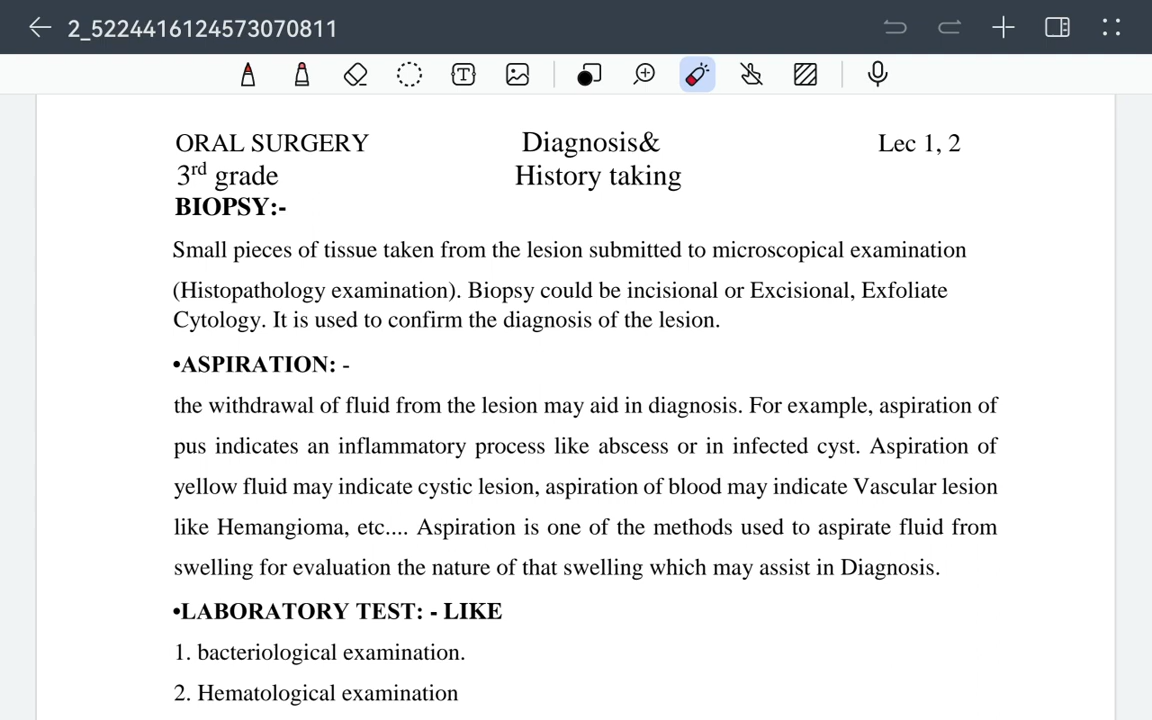 2_5224416124573070811
ORAL SURGERY Diagnosis& Lec 1, 2
3rd grade History taking
BIOPSY:-
Small pieces of tissue taken from the lesion submitted to microscopical examination
(Histopathology examination). Biopsy could be incisional or Excisional, Exfoliate
Cytology. It is used to confirm the diagnosis of the lesion.
•ASPIRATION: -
the withdrawal of fluid from the lesion may aid in diagnosis. For example, aspiration of
pus indicates an inflammatory process like abscess or in infected cyst. Aspiration of
yellow fluid may indicate cystic lesion, aspiration of blood may indicate Vascular lesion
like Hemangioma, etc.... Aspiration is one of the methods used to aspirate fluid from
swelling for evaluation the nature of that swelling which may assist in Diagnosis.
•LABORATORY TEST: - LIKE
1. bacteriological examination.
2. Hematological examination